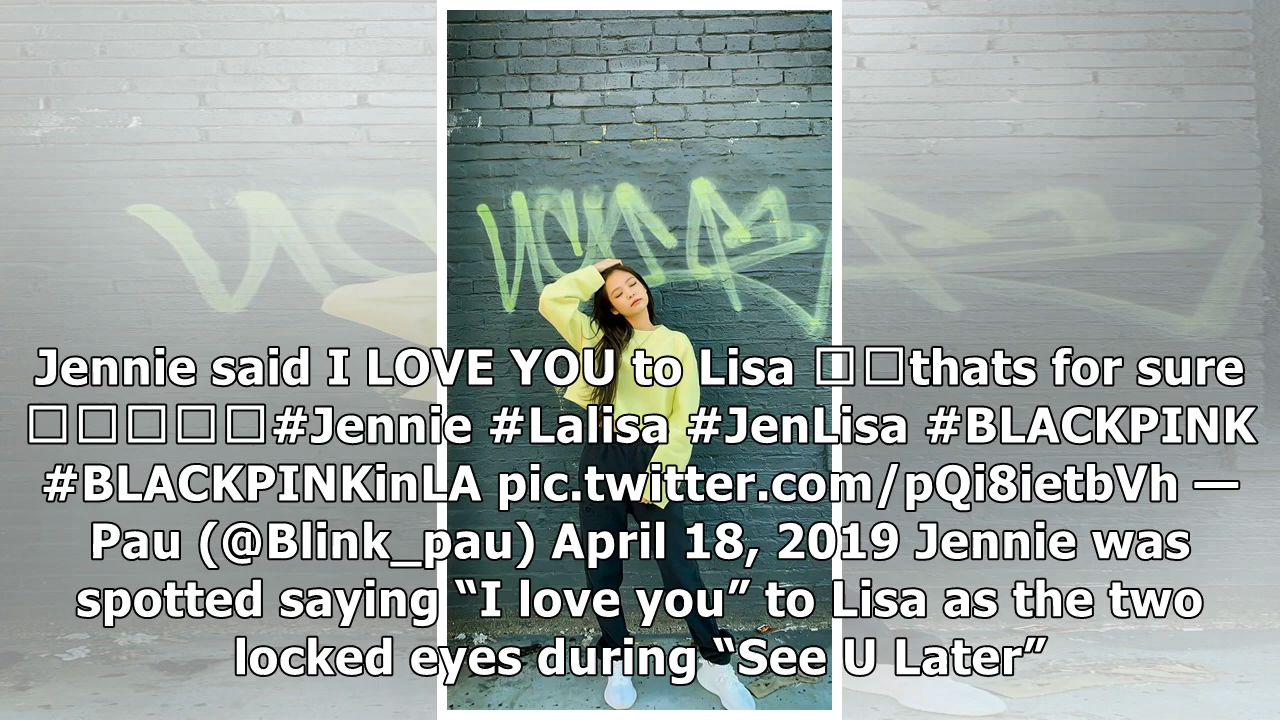 Jennie said I LOVE YOU to Lisa □□thats for sure
□□□□□#Jennie #Lalisa #JenLisa #BLACKPINK
#BLACKPINKinLA pic.twitter.com/pQi8ietbVh —
Pau (@Blink_pau) April 18, 2019 Jennie was
spotted saying “I love you” to Lisa as the two
locked eyes during “See U Later”